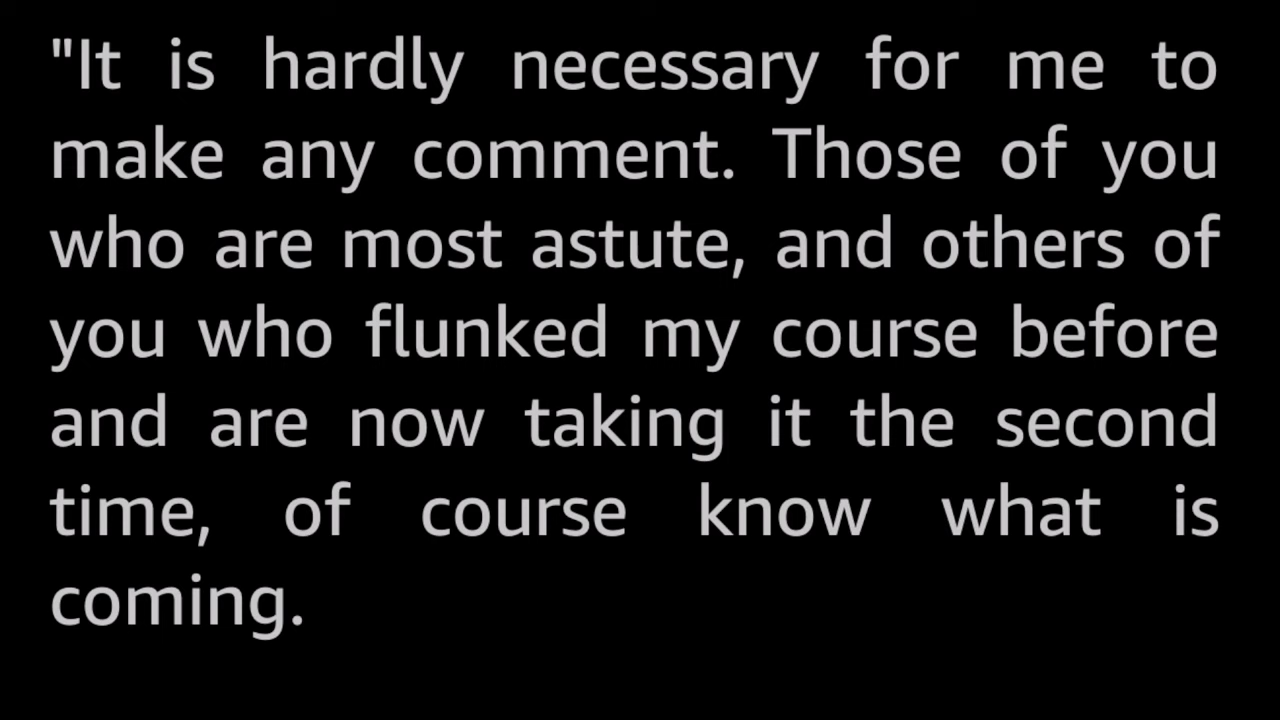 "It is hardly necessary for me to
make any comment. Those of you
who are most astute, and others of
you who flunked my course before
and are now taking it the second
time, of course know what is
coming.